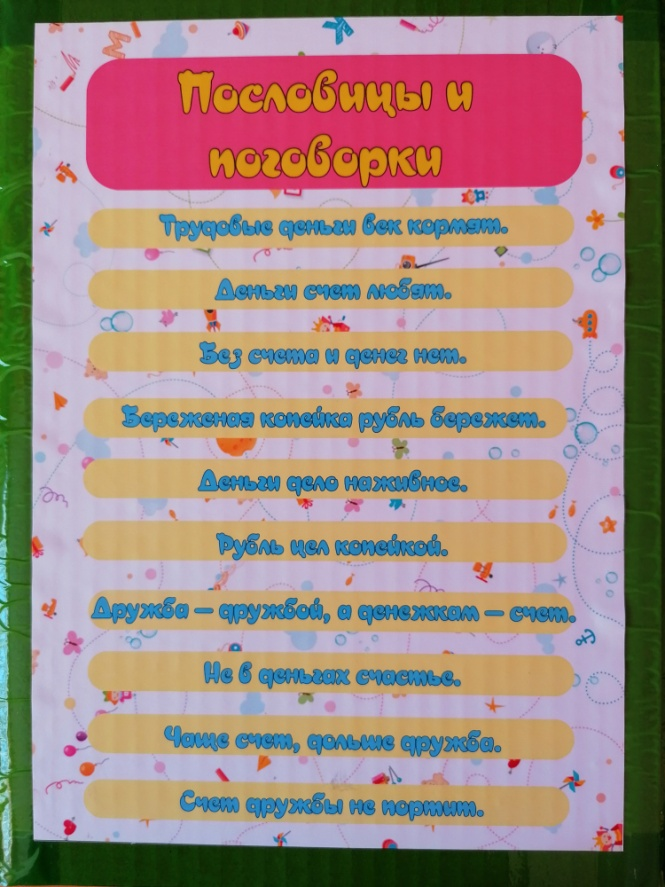 Пословицы и
поговорки
Трудовые деньги век кормят.
Деньги счет любят.
Без счета и денег нет.
Береженая копейка рубль бережет.
Деньги дело наживное.
Рубль цел копейкой.
Дружба — дружбой, а денежкам — счет.
Не в деньгах счастье.
Чаще счет, дольше дружба.
Счет дружбы не портит.